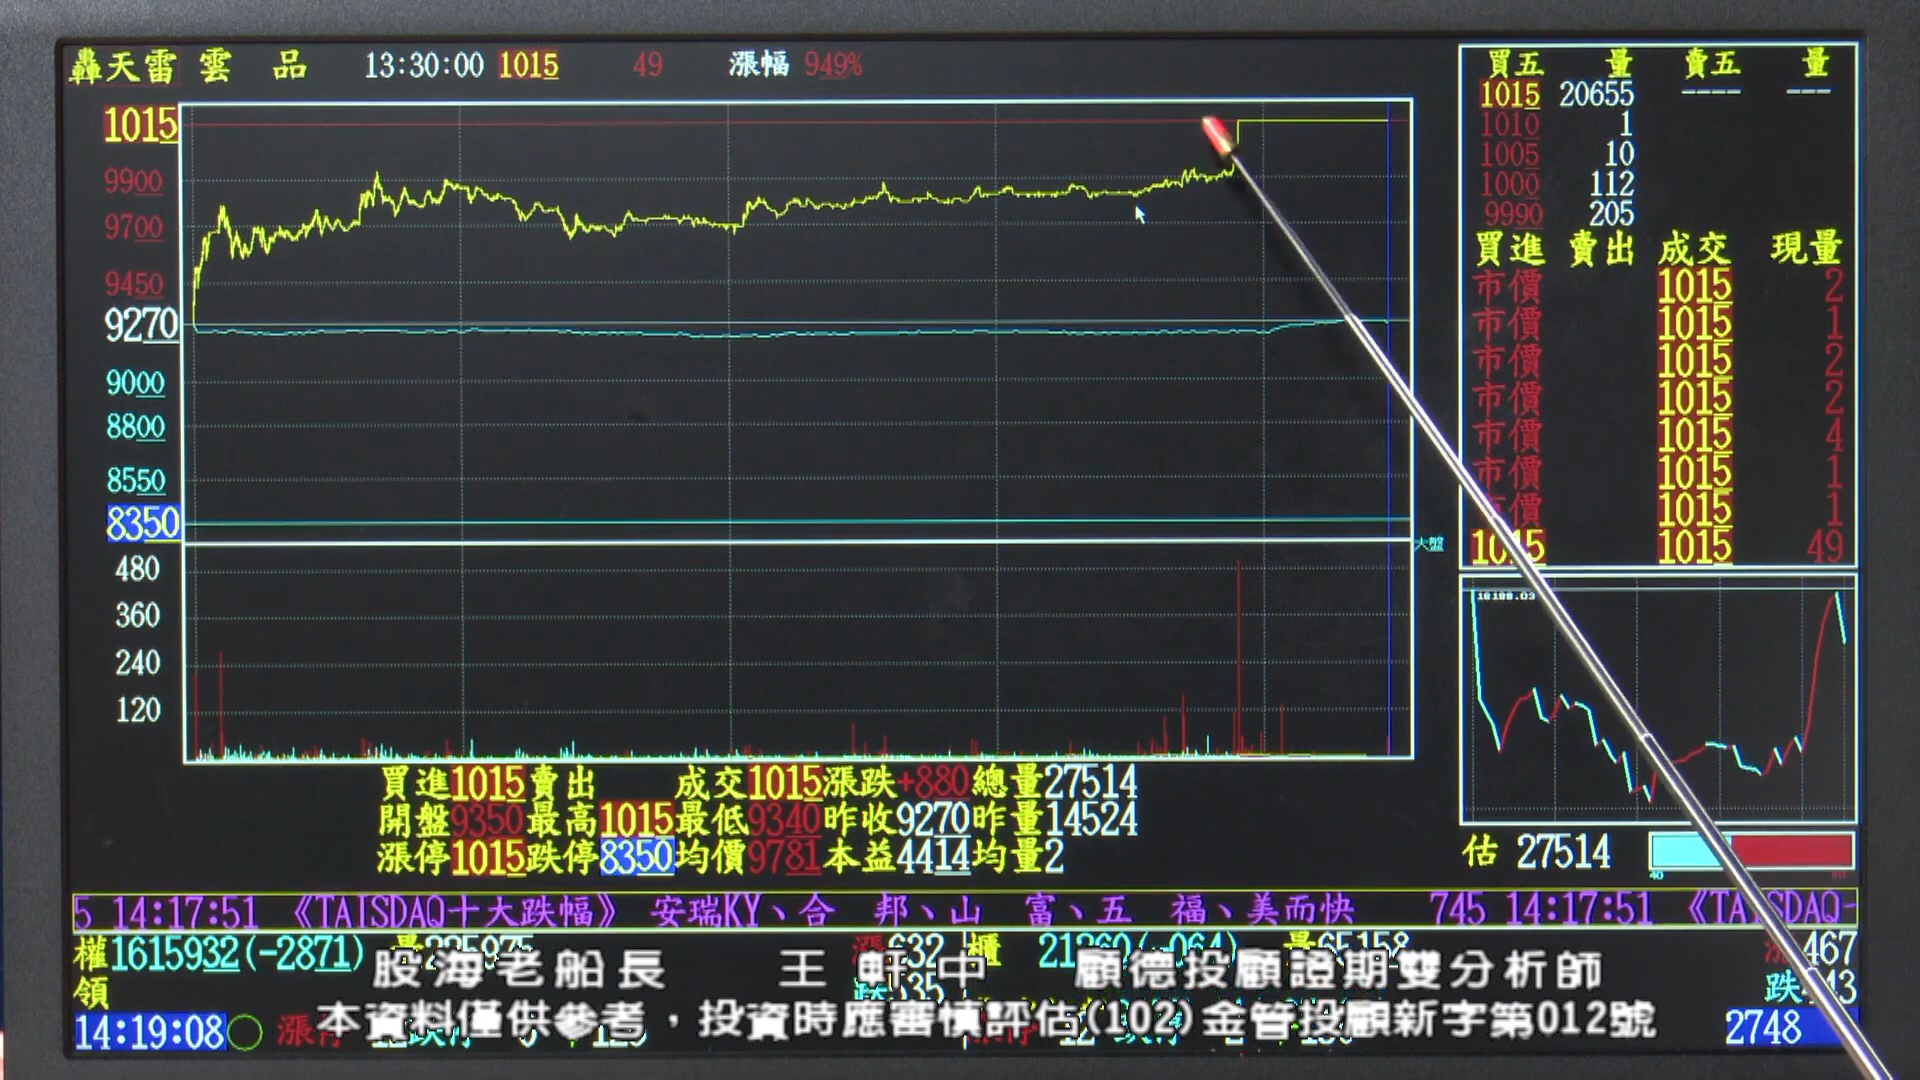 轟天雷 雲 品 13:30:00 1015 49 漲幅 949%
1015
9900
9700
9450
9270
9000
8800
8550
8350
480
360
240
120
大盤
買進1015賣出 成交1015漲跌+880總量27514
開盤9350最高1015最低9340昨收9270昨量14524
漲停1015跌停8350均價9781本益4414均量2
買五 量 賣五 量
1015 20655 ---- ---
1010 1
1005 10
1000 112
9990 205
買進 賣出 成交 現量
市價 1015 2
市價 1015 1
市價 1015 2
市價 1015 2
市價 1015 4
市價 1015 1
市價 1015 1
1015 1015 49
估 27514
40
5 14:17:51 《TAISDAQ十大跌幅》 安瑞KY、合 邦、山 富、五 福、美而快 745 14:17:51 《TAISDAQ-
權1615932(-2871) 632 櫃 467
領 跌
股海老船長 王 軒 中 顧德投顧證期雙分析師
本資料僅供參考，投資時應審慎評估(102)金管投顧新字第012號
14:19:08 2748